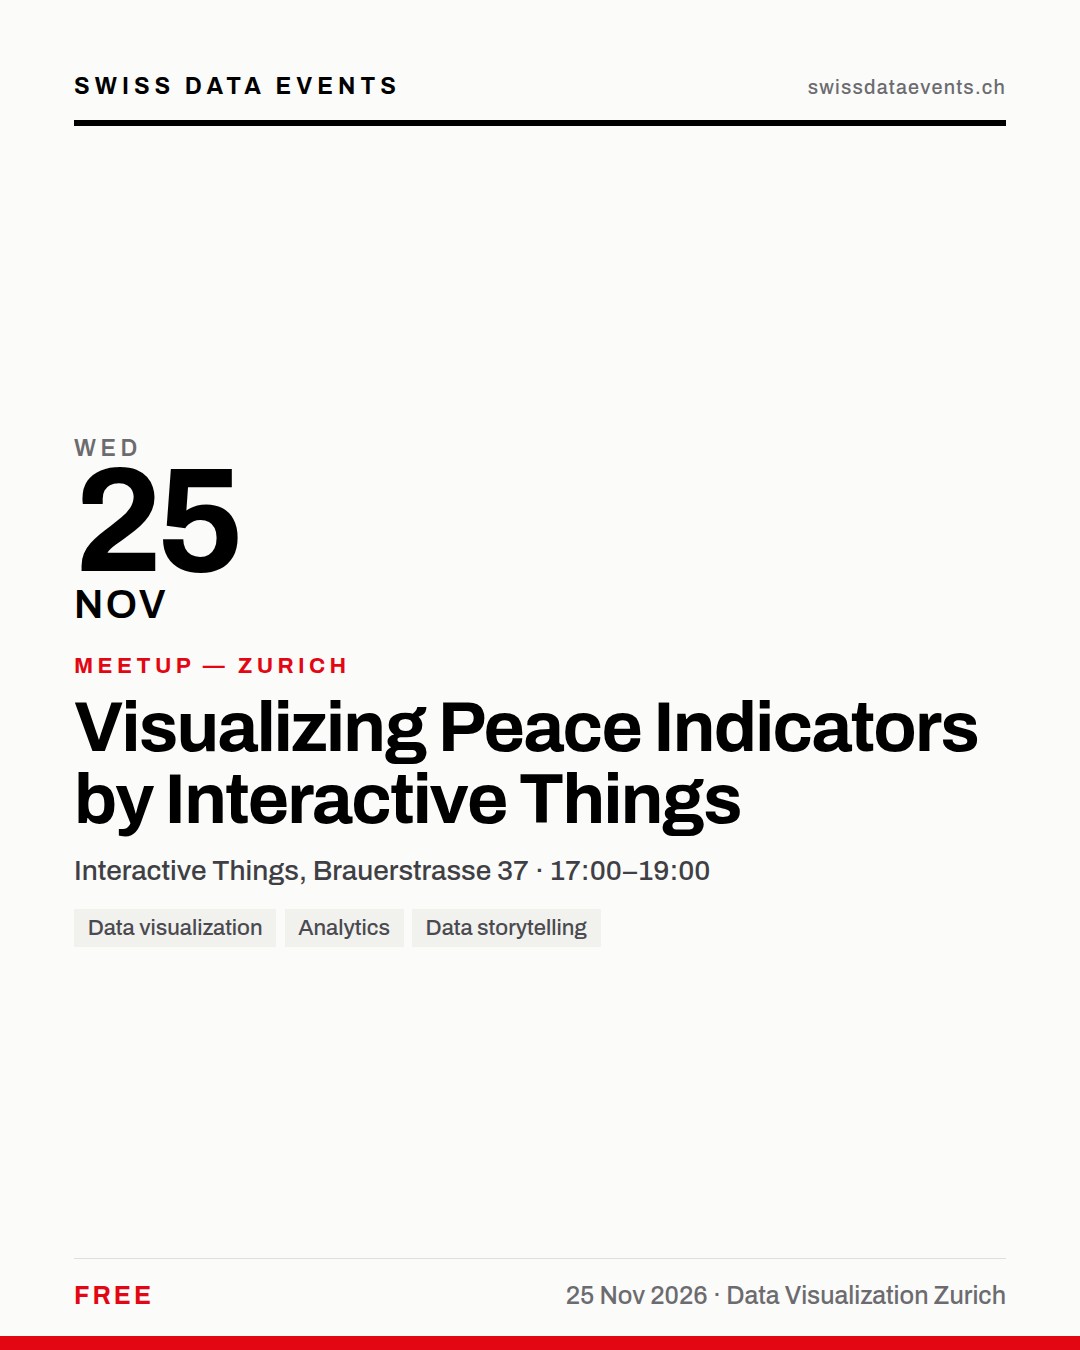 SWISS DATA EVENTS
swissdataevents.ch
WED
25
NOV
MEETUP — ZURICH
Visualizing Peace Indicators
by Interactive Things
Interactive Things, Brauerstrasse 37 · 17:00–19:00
Data visualization
Analytics
Data storytelling
FREE
25 Nov 2026 · Data Visualization Zurich